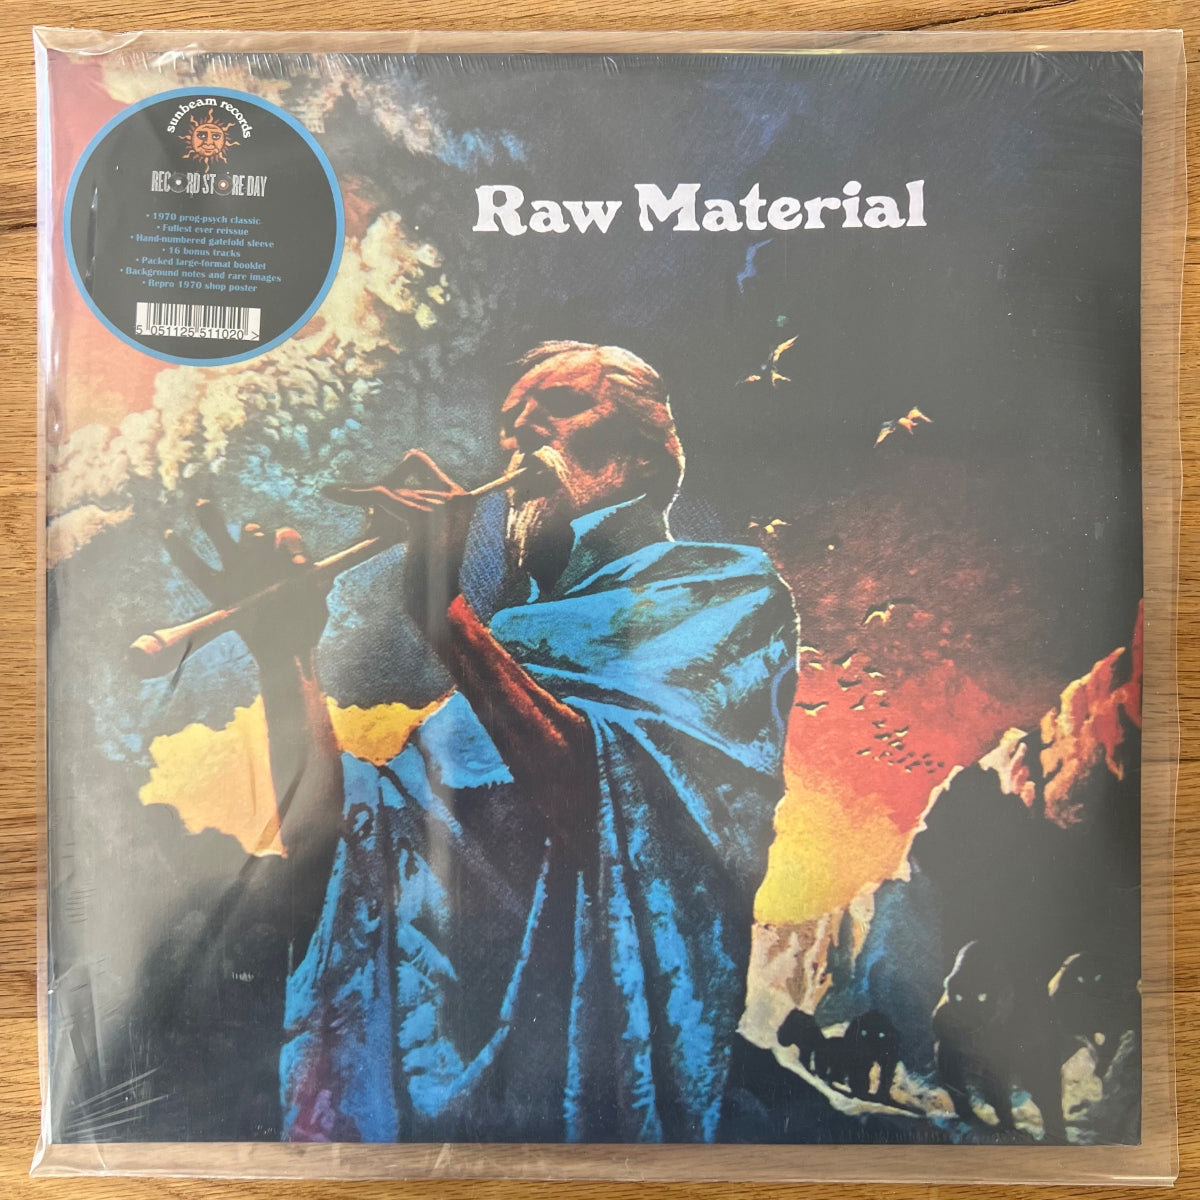 sunbeam records
RECORD STORE DAY
• 1970 prog-psych classic
• Fullest ever reissue
• Hand-numbered gatefold sleeve
• 16 bonus tracks
• Packed large-format booklet
• Background notes and rare images
• Repro 1970 shop poster
5 051125 511020 >
Raw Material